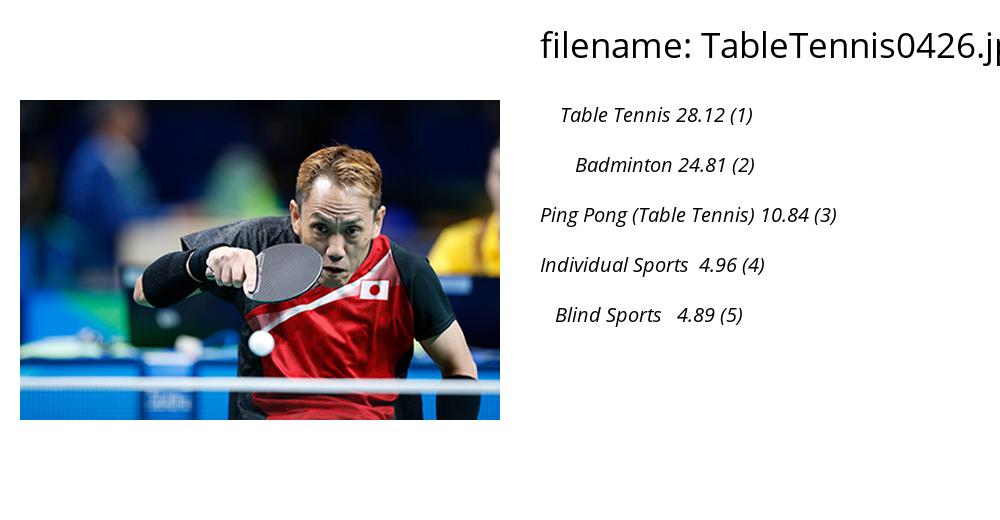 filename: TableTennis0426.jp
Table Tennis 28.12 (1)
Badminton 24.81 (2)
Ping Pong (Table Tennis) 10.84 (3)
Individual Sports 4.96 (4)
Blind Sports 4.89 (5)